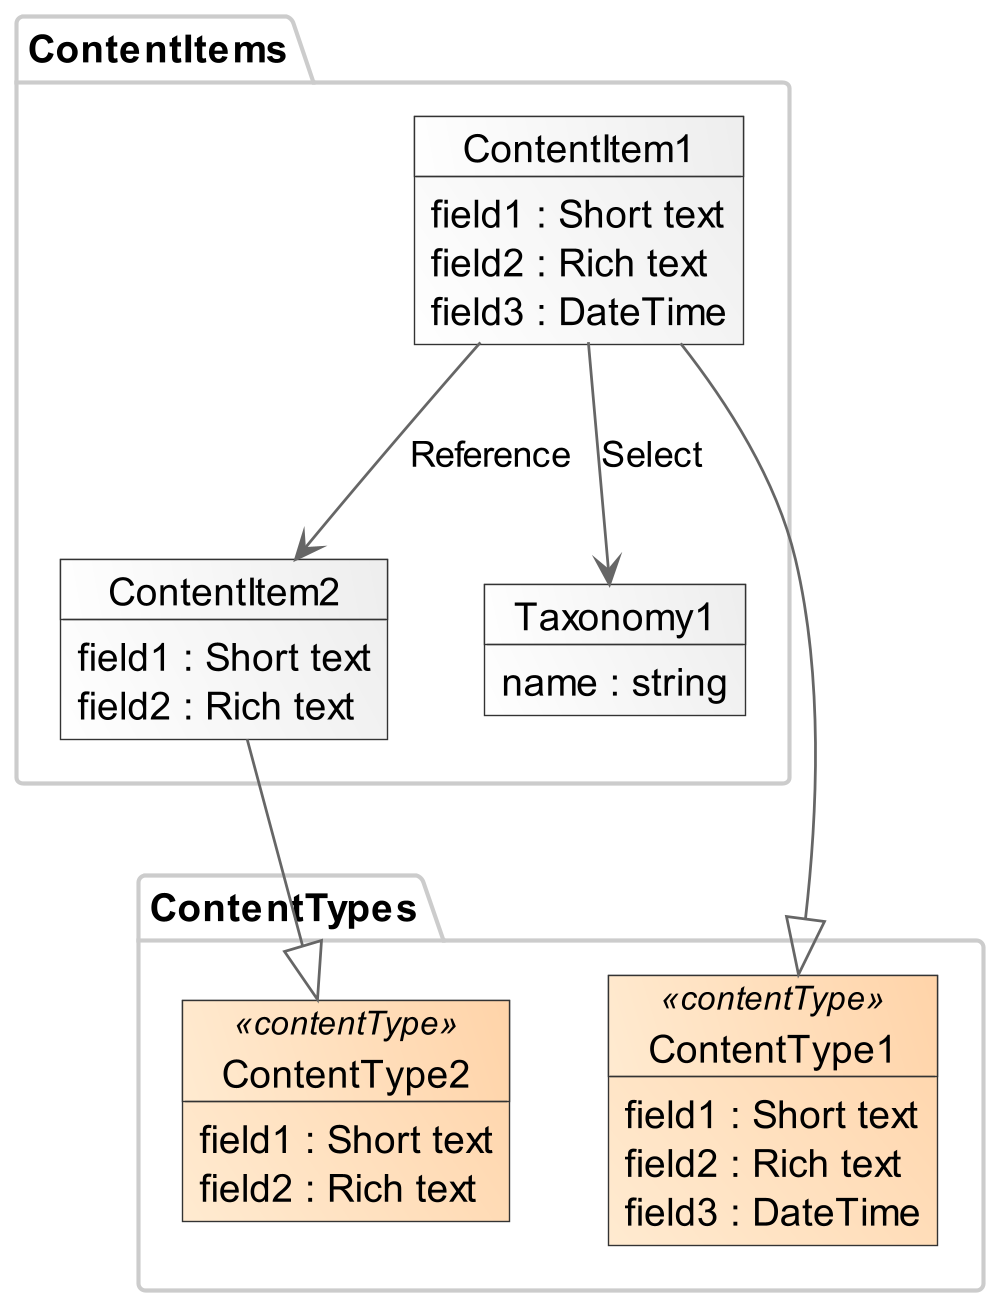 ContentItems
ContentItem1
field1 : Short text
field2 : Rich text
field3 : DateTime
Reference
Select
ContentItem2
field1 : Short text
field2 : Rich text
Taxonomy1
name : string
ContentTypes
«contentType»
ContentType2
field1 : Short text
field2 : Rich text
«contentType»
ContentType1
field1 : Short text
field2 : Rich text
field3 : DateTime